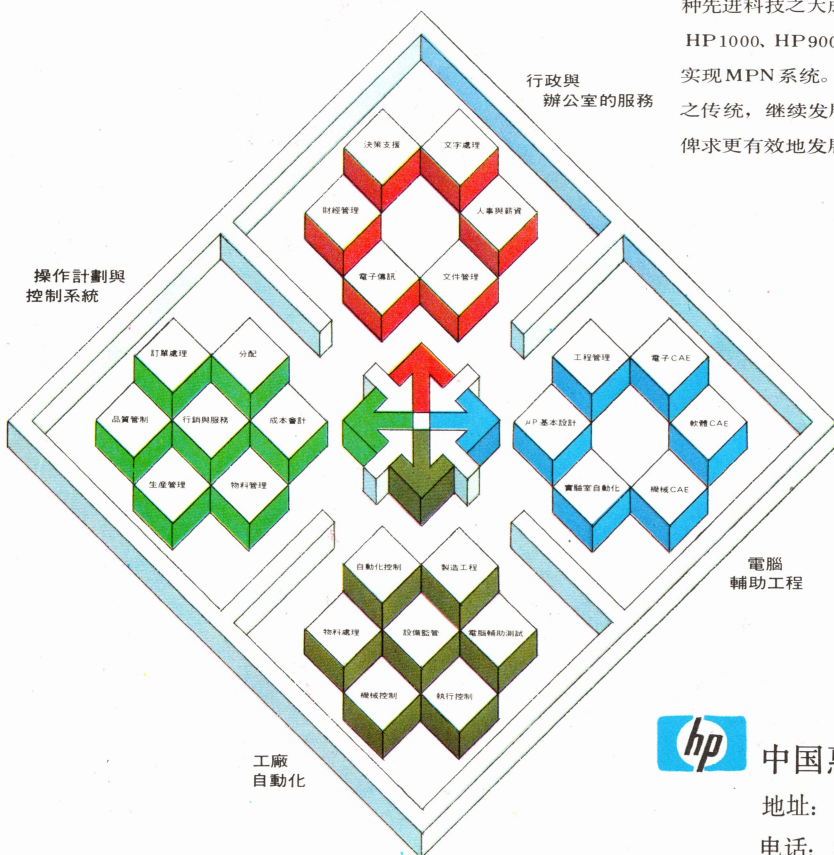 种先进科技之大成
HP1000、HP900
实现MPN系统。
之传统，继续发展
俾求更有效地发展
行政與
辦公室的服務
決策支援
文字處理
財經管理
人事與薪資
電子傳訊
文件管理
操作計劃與
控制系統
訂單處理
分配
品質管制
行銷與服務
成本會計
生産管理
物料管理
工程管理
電子CAE
μP基本設計
軟體CAE
實驗室自動化
機械CAE
電腦
輔助工程
自動化控制
製造工程
物料處理
設備監管
電腦輔助測試
機械控制
執行控制
工廠
自動化
hp
中国惠
地址：
电话：